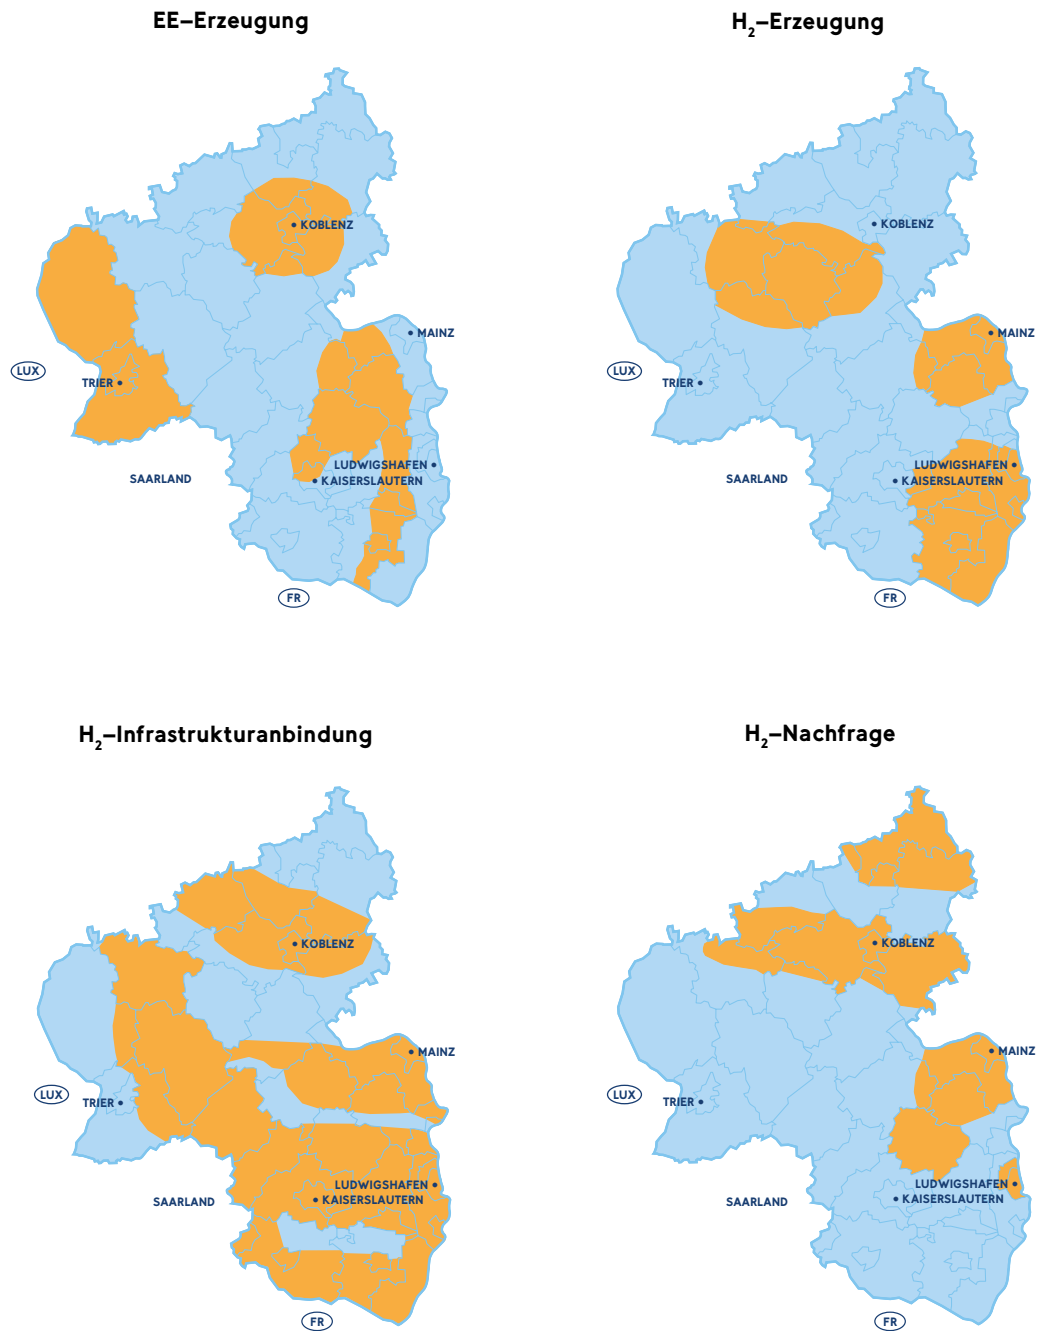 EE–Erzeugung
H₂–Erzeugung
KOBLENZ
MAINZ
LUX
TRIER
LUDWIGSHAFEN
SAARLAND
KAISERSLAUTERN
FR
KOBLENZ
MAINZ
LUX
TRIER
LUDWIGSHAFEN
SAARLAND
KAISERSLAUTERN
FR
H₂–Infrastrukturanbindung
H₂–Nachfrage
KOBLENZ
MAINZ
LUX
TRIER
LUDWIGSHAFEN
SAARLAND
KAISERSLAUTERN
FR
KOBLENZ
MAINZ
LUX
TRIER
LUDWIGSHAFEN
SAARLAND
KAISERSLAUTERN
FR